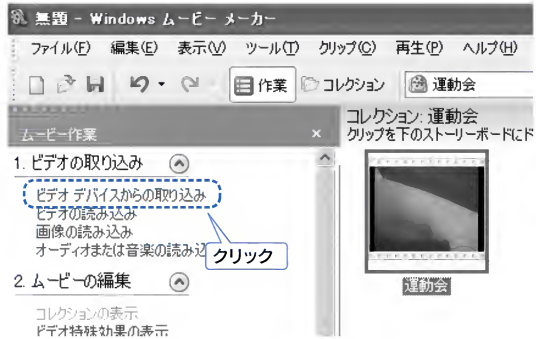 無題 - Windows ムービー メーカー
ファイル(F) 編集(E) 表示(V) ツール(T) クリップ(C) 再生(P) ヘルプ(H)
作業 コレクション 運動会
ムービー作業 ×
コレクション: 運動会
クリップを下のストーリーボードにド
1. ビデオの取り込み
ビデオ デバイスからの取り込み
ビデオの読み込み
画像の読み込み
オーディオまたは音楽の読み込
クリック
運動会
2. ムービーの編集
コレクションの表示
ビデオ特殊効果の表示